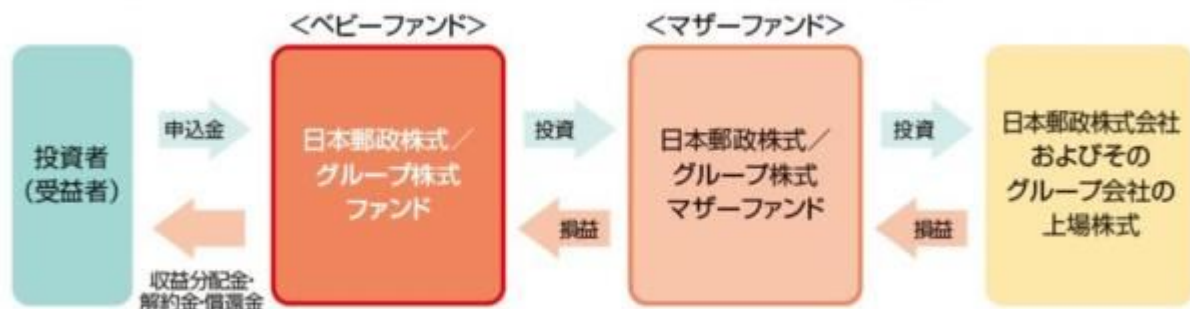 <ベビーファンド>
<マザーファンド>
投資者
(受益者)
申込金
収益分配金・
解約金・償還金
日本郵政株式/
グループ株式
ファンド
投資
損益
日本郵政株式/
グループ株式
マザーファンド
投資
損益
日本郵政株式会社
およびその
グループ会社の
上場株式